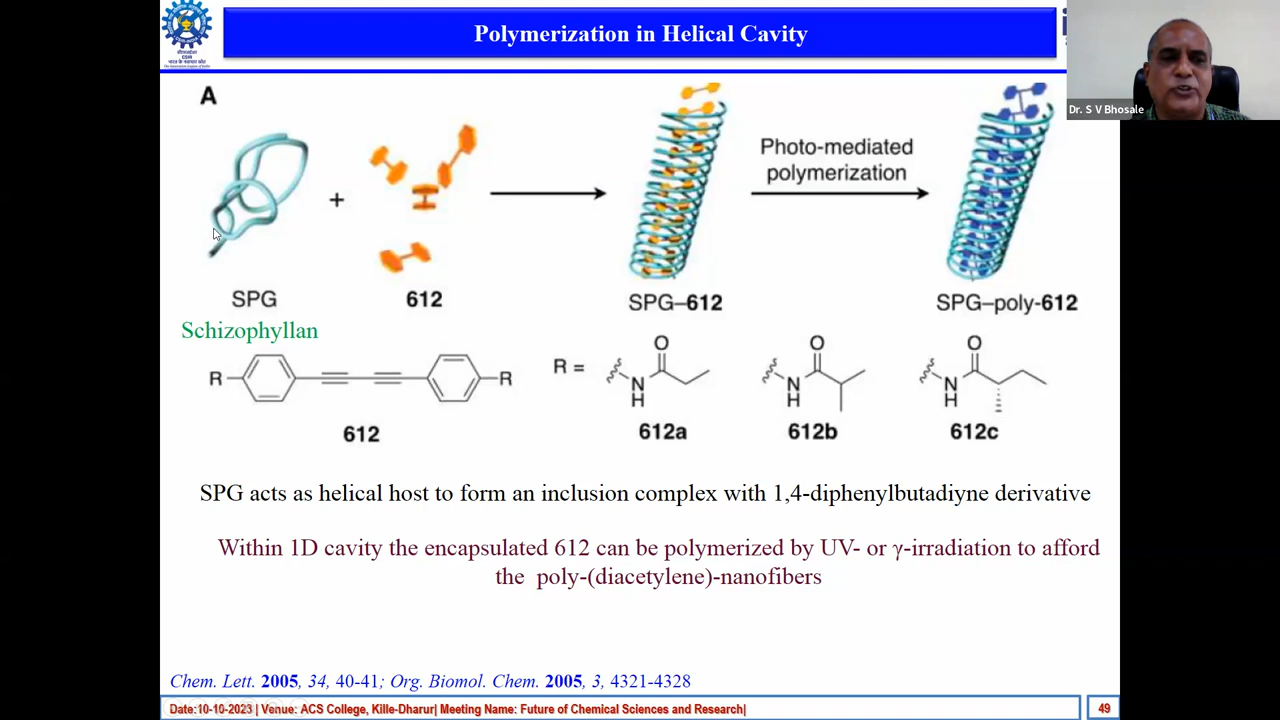 Polymerization in Helical Cavity
Dr. S V Bhosale
A
+
Photo-mediated
polymerization
SPG
612
SPG–612
SPG–poly-612
Schizophyllan
R
R
R =
O
N
H
O
N
H
O
N
H
612
612a
612b
612c
SPG acts as helical host to form an inclusion complex with 1,4-diphenylbutadiyne derivative
Within 1D cavity the encapsulated 612 can be polymerized by UV- or γ-irradiation to afford
the poly-(diacetylene)-nanofibers
Chem. Lett. 2005, 34, 40-41; Org. Biomol. Chem. 2005, 3, 4321-4328
Date:10-10-2023 | Venue: ACS College, Kille-Dharur| Meeting Name: Future of Chemical Sciences and Research|
49